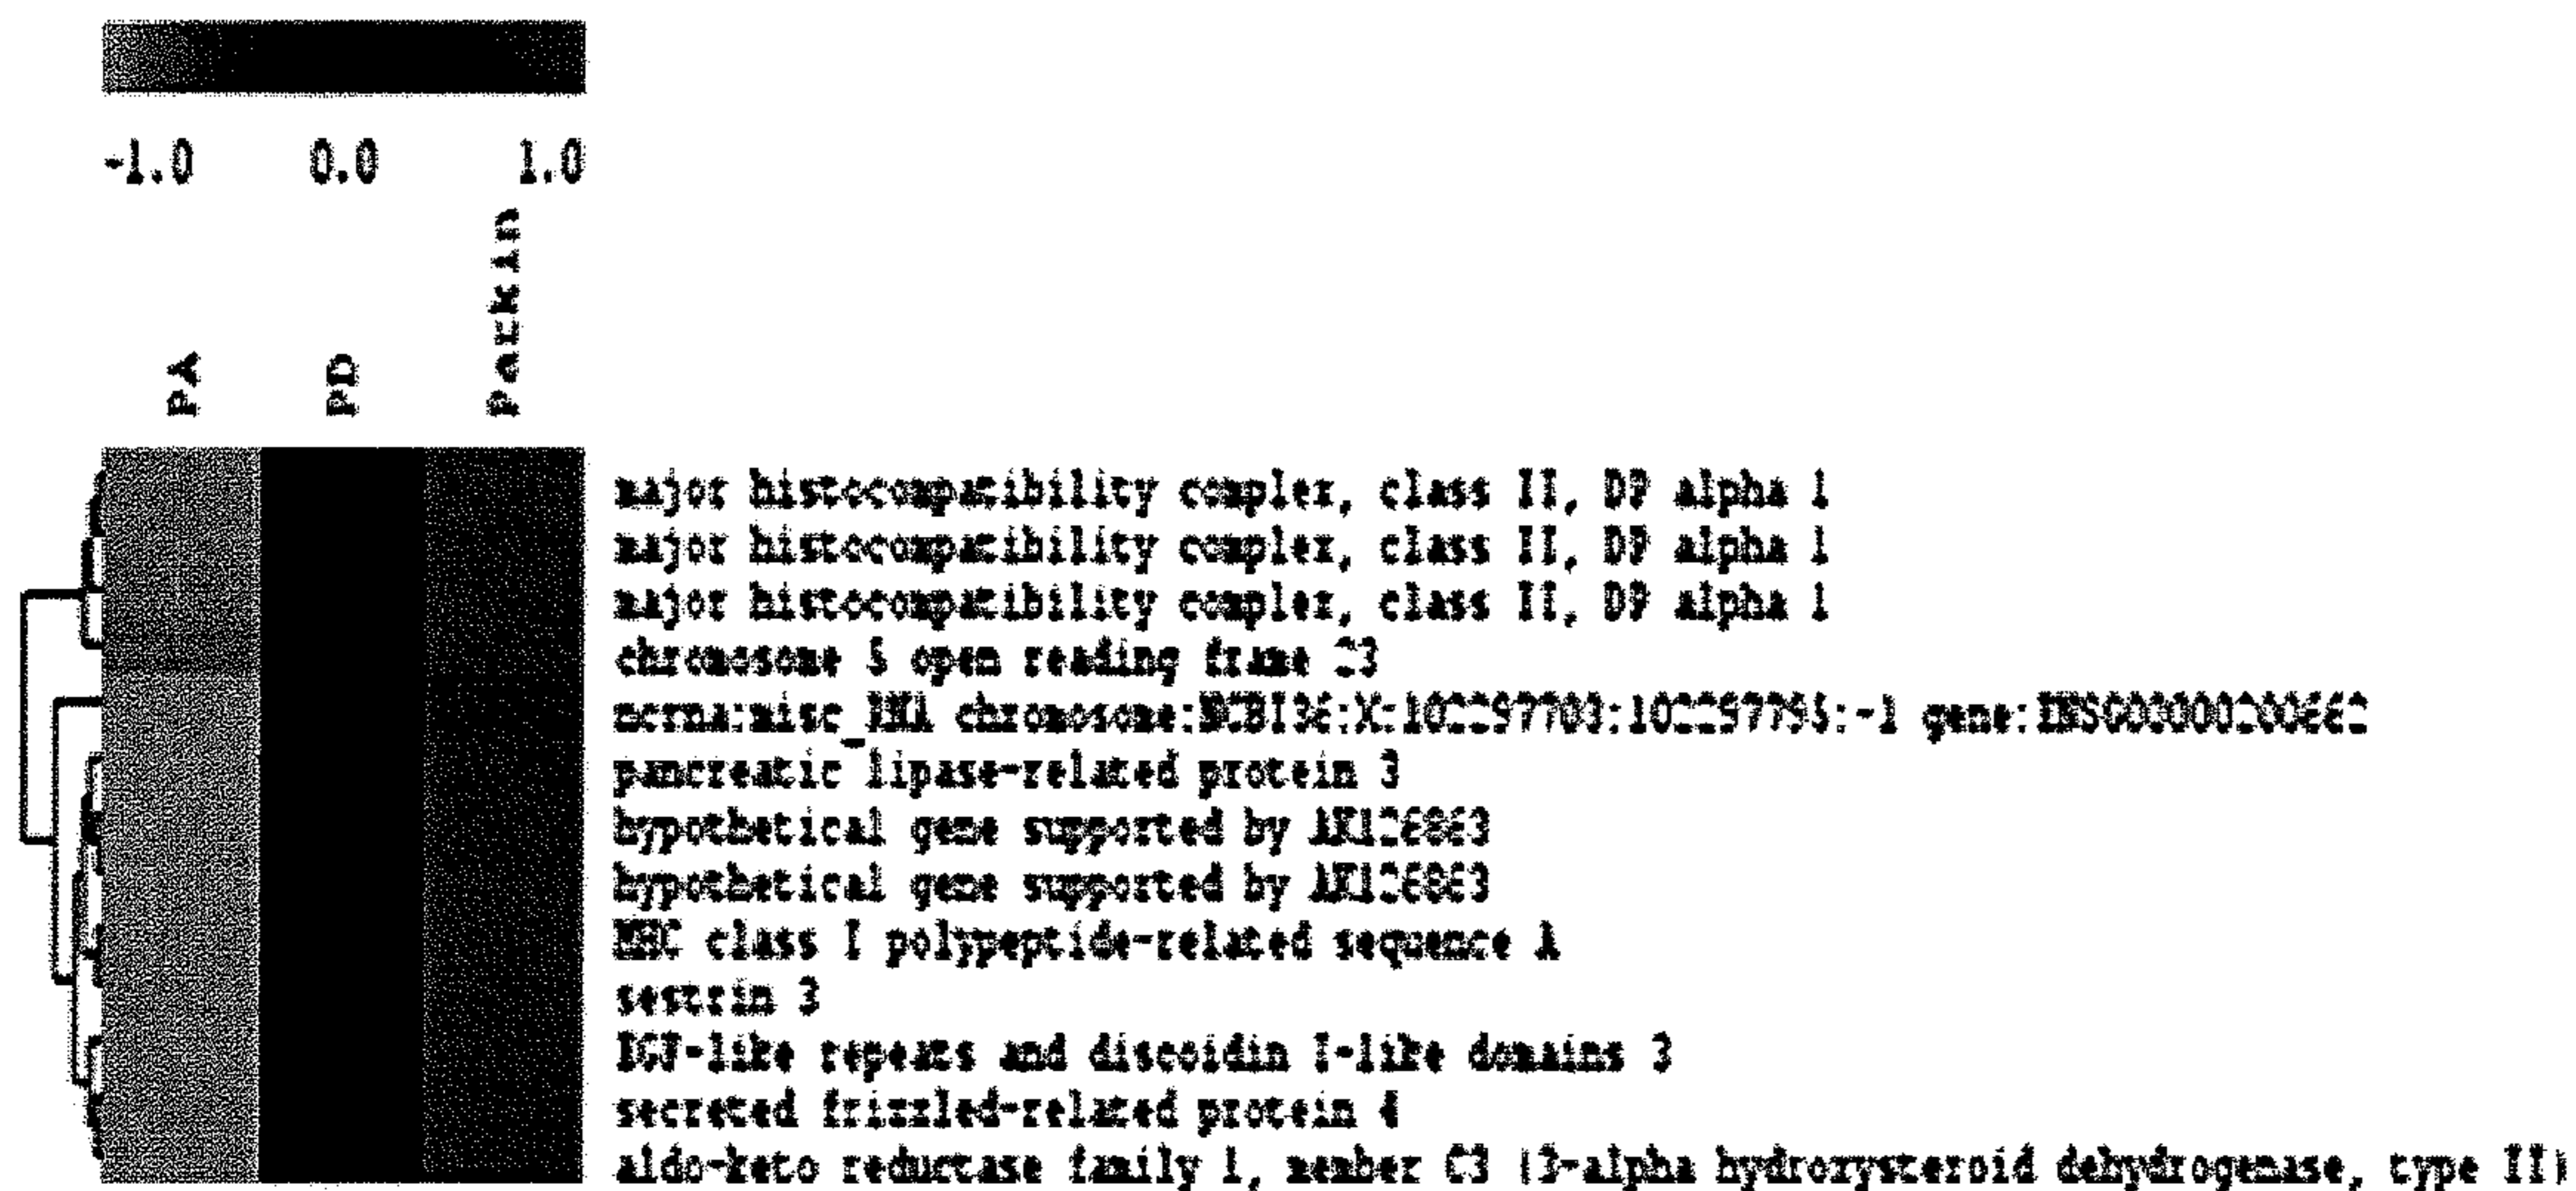 -1.0 0.0 1.0
PA PD Parkin
major histocompatibility complex, class II, DP alpha 1
major histocompatibility complex, class II, DP alpha 1
major histocompatibility complex, class II, DP alpha 1
chromosome 5 open reading frame 23
chromosome:NCBI36:X: :-1 gene:
pancreatic lipase-related protein 3
hypothetical gene supported by
hypothetical gene supported by
MHC class I polypeptide-related sequence A
sestrin 3
EGF-like repeats and discoidin I-like domains 3
secreted frizzled-related protein 4
aldo-keto reductase family 1, member C3 (3-alpha hydroxysteroid dehydrogenase, type II)